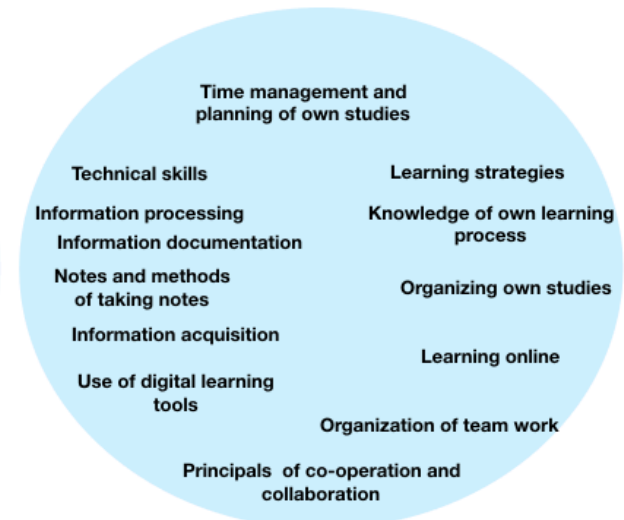 Time management and
planning of own studies
Technical skills
Learning strategies
Information processing
Knowledge of own learning
process
Information documentation
Notes and methods
of taking notes
Organizing own studies
Information acquisition
Learning online
Use of digital learning
tools
Organization of team work
Principals of co-operation and
collaboration